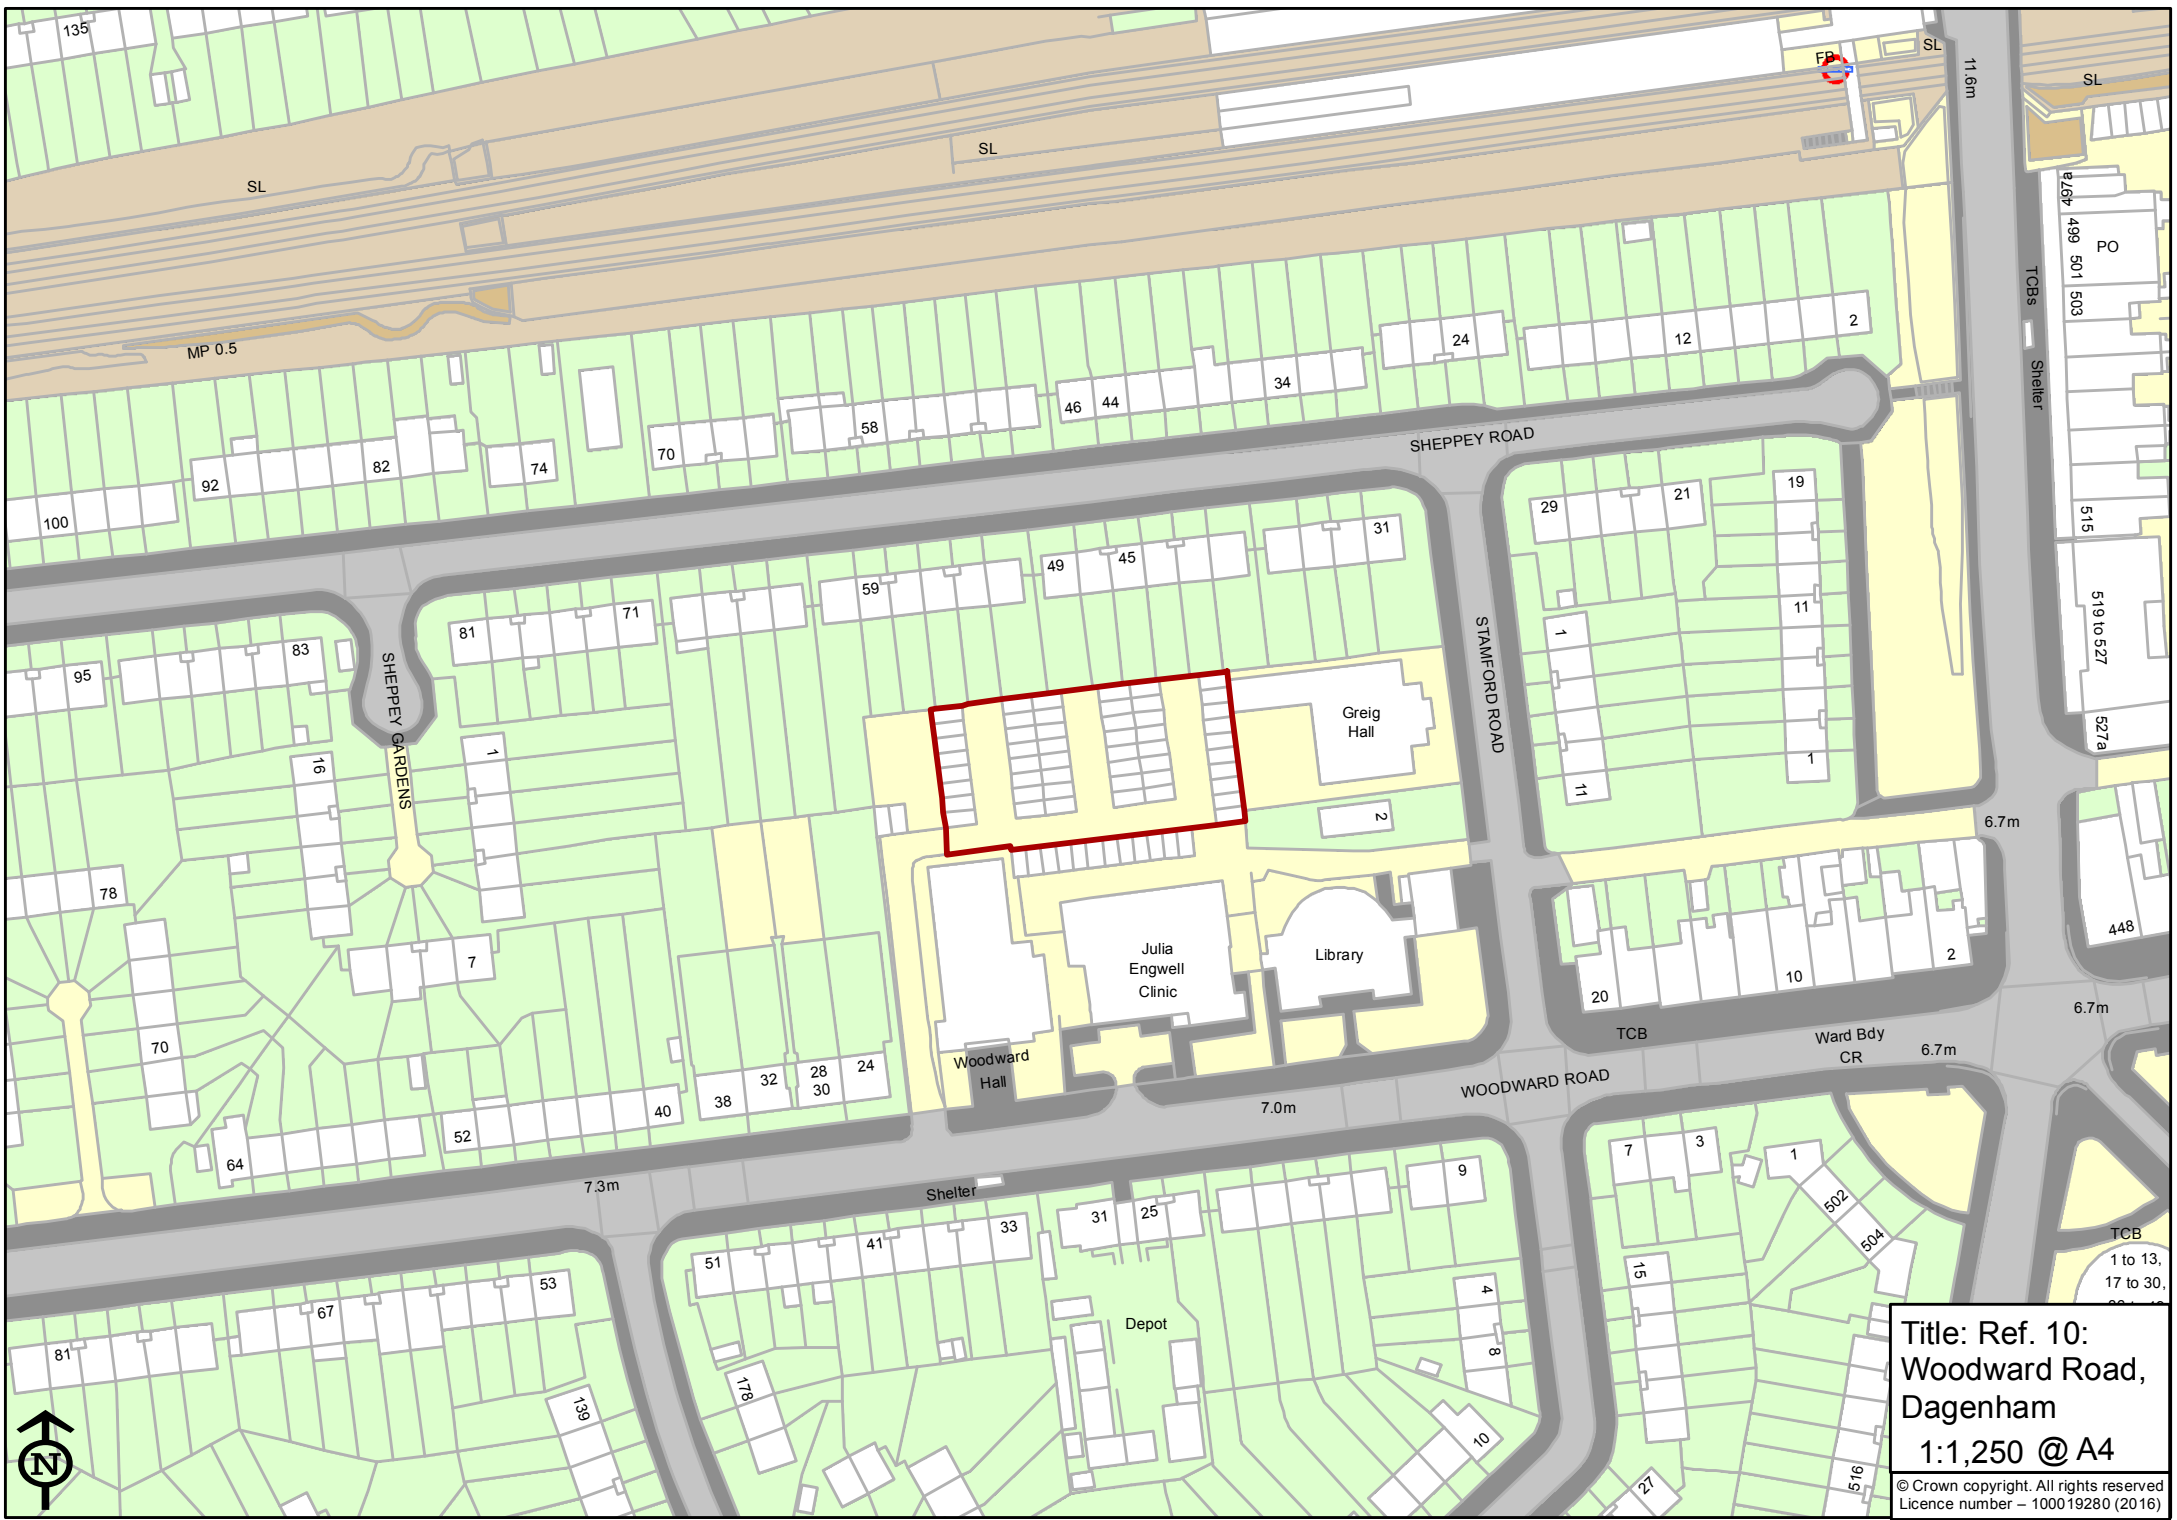 135
SL
SL
FB
SL
11.6m
SL
497a
499
501
503
PO
TCBs
Shelter
MP 0.5
2
12
24
34
44
46
58
70
74
82
92
100
SHEPPEY ROAD
515
519 to 527
527a
19
21
29
11
1
1
11
31
45
49
59
71
81
83
95
SHEPPEY GARDENS
STAMFORD ROAD
Greig
Hall
2
1
16
78
7
70
6.7m
448
Julia
Engwell
Clinic
Library
20
10
2
TCB
Ward Bdy
CR
6.7m
6.7m
Woodward
Hall
WOODWARD ROAD
7.0m
24
28
30
32
38
40
52
64
7.3m
Shelter
9
7
3
1
502
504
TCB
1 to 13,
17 to 30,
31
25
33
41
51
53
67
81
15
4
8
10
Depot
178
139
27
516
N
Title: Ref. 10:
Woodward Road,
Dagenham
1:1,250 @ A4
© Crown copyright. All rights reserved
Licence number – 100019280 (2016)